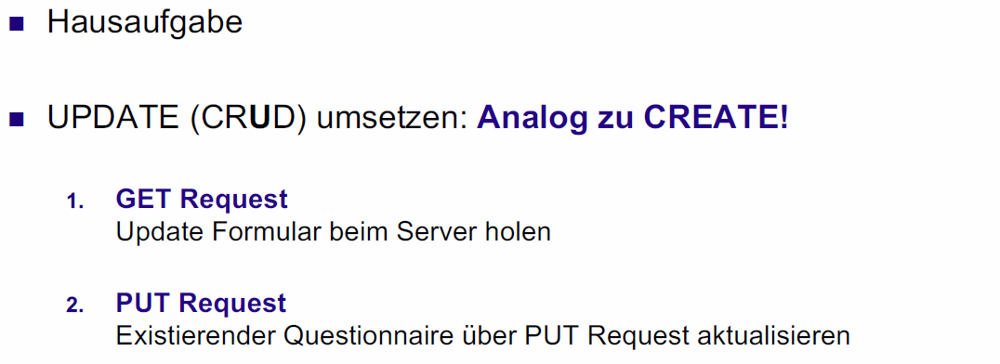 Hausaufgabe
UPDATE (CRUD) umsetzen: Analog zu CREATE!
1. GET Request
Update Formular beim Server holen
2. PUT Request
Existierender Questionnaire über PUT Request aktualisieren